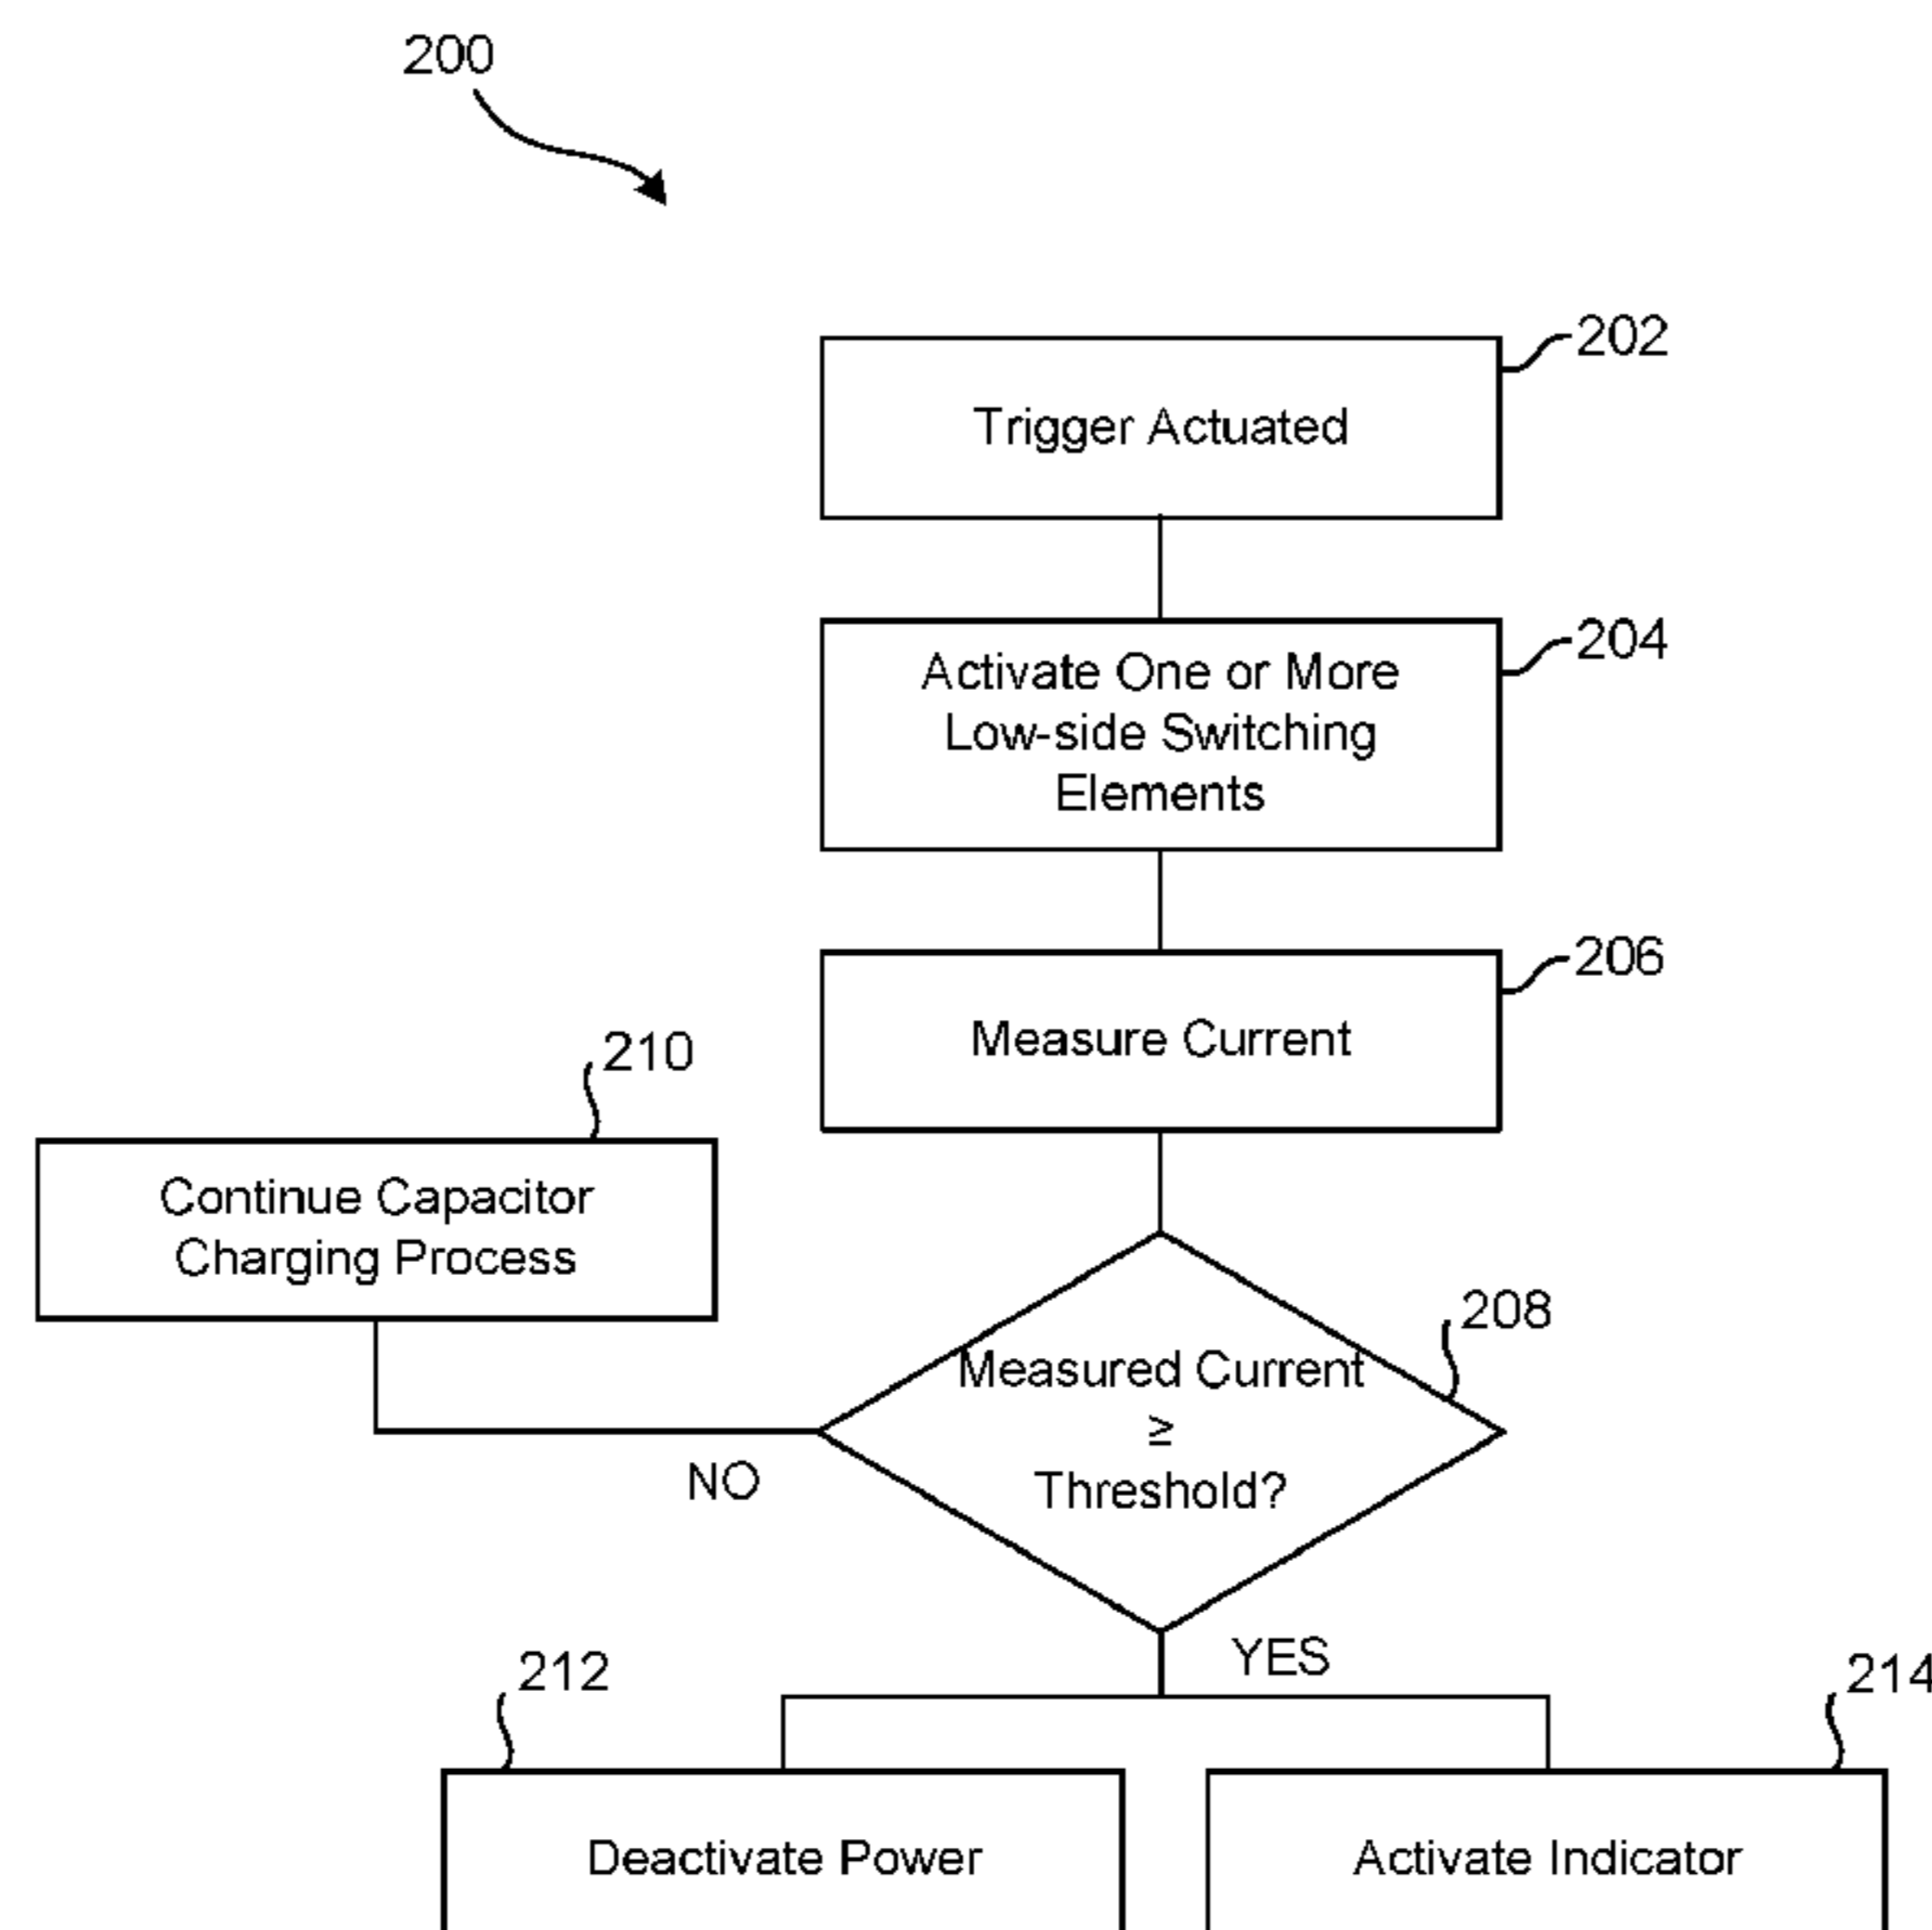 200
202
Trigger Actuated
204
Activate One or More
Low-side Switching
Elements
206
Measure Current
210
Continue Capacitor
Charging Process
208
Measured Current
≥
Threshold?
NO
YES
212
214
Deactivate Power
Activate Indicator